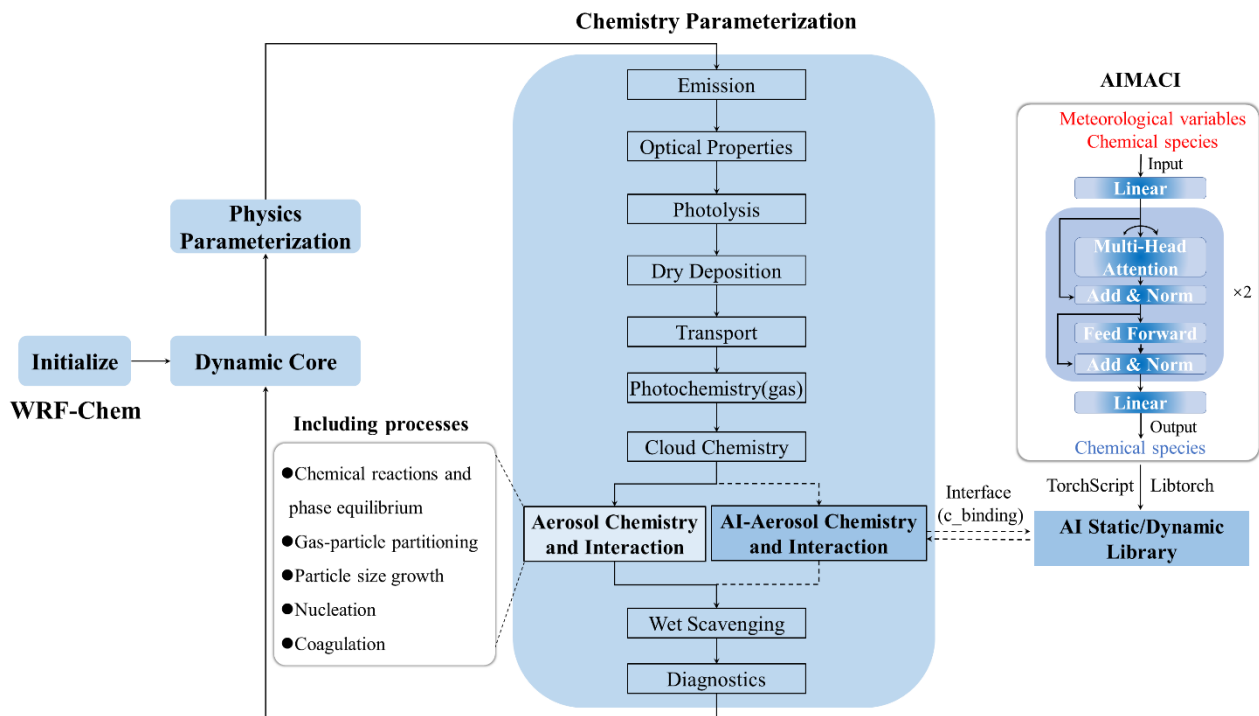 Chemistry Parameterization
Emission
Optical Properties
Photolysis
Dry Deposition
Transport
Photochemistry(gas)
Cloud Chemistry
Aerosol Chemistry
and Interaction
AI-Aerosol Chemistry
and Interaction
Wet Scavenging
Diagnostics
Physics
Parameterization
Initialize
Dynamic Core
WRF-Chem
Including processes
●Chemical reactions and
phase equilibrium
●Gas-particle partitioning
●Particle size growth
●Nucleation
●Coagulation
Interface
(c_binding)
AIMACI
Meteorological variables
Chemical species
Input
Linear
Multi-Head
Attention
Add & Norm
×2
Feed Forward
Add & Norm
Linear
Output
Chemical species
TorchScript
Libtorch
AI Static/Dynamic
Library